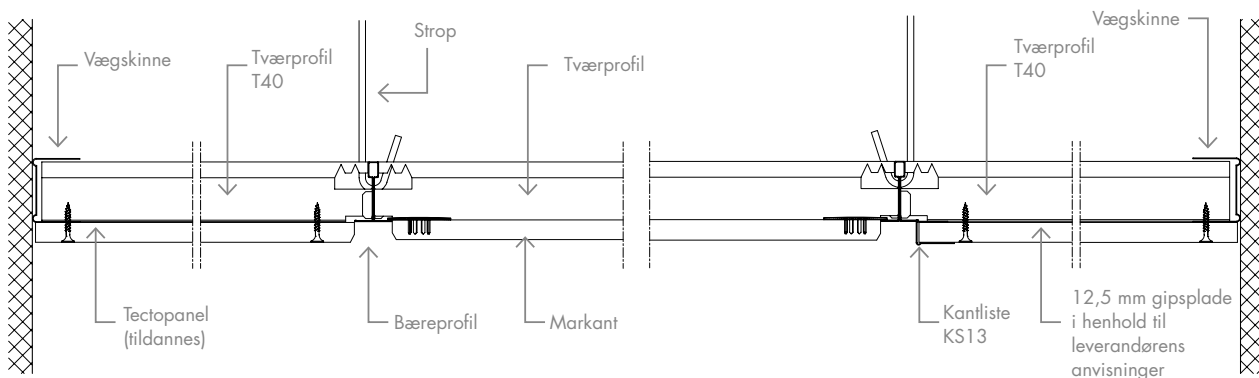 Vægskinne
Tværprofil
T40
Strop
Tværprofil
Tværprofil
T40
Vægskinne
Tectopanel
(tildannes)
Bæreprofil
Markant
Kantliste
KS13
12,5 mm gipsplade
i henhold til
leverandørens
anvisninger